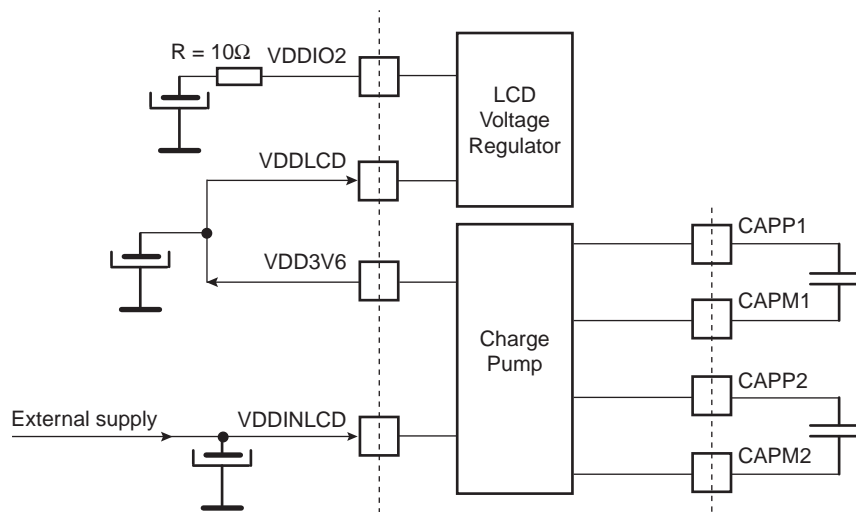 R = 10Ω
VDDIO2
LCD
Voltage
Regulator
VDDLCD
VDD3V6
CAPP1
CAPM1
Charge
Pump
CAPP2
CAPM2
External supply
VDDINLCD